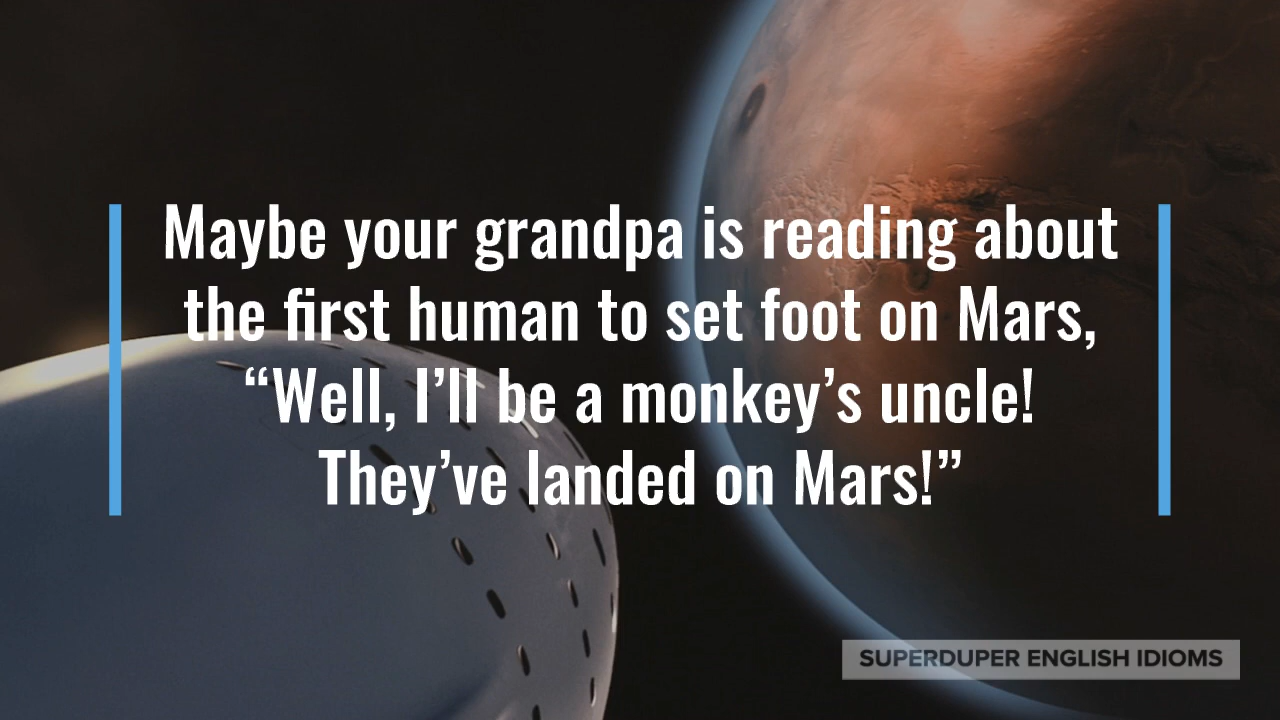 Maybe your grandpa is reading about
the first human to set foot on Mars,
“Well, I’ll be a monkey’s uncle!
They’ve landed on Mars!”
SUPERDUPER ENGLISH IDIOMS